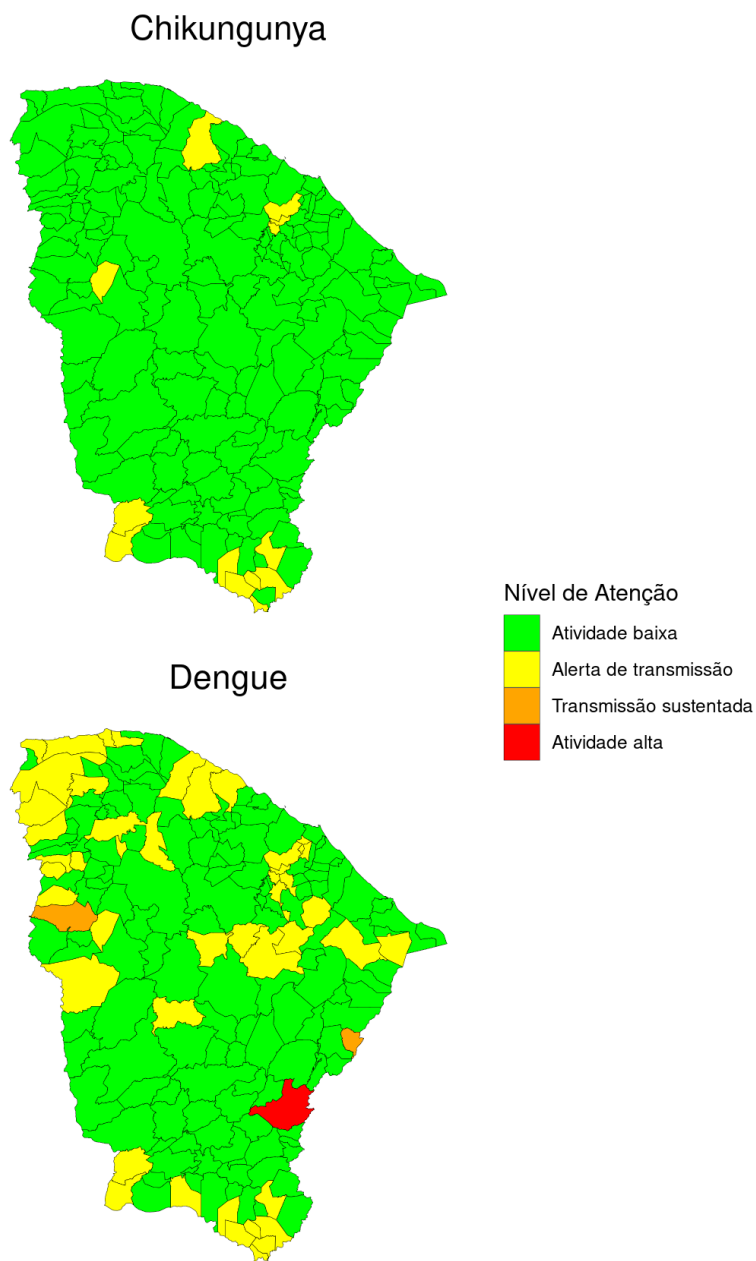 Chikungunya
Nível de Atenção
Atividade baixa
Alerta de transmissão
Transmissão sustentada
Atividade alta
Dengue